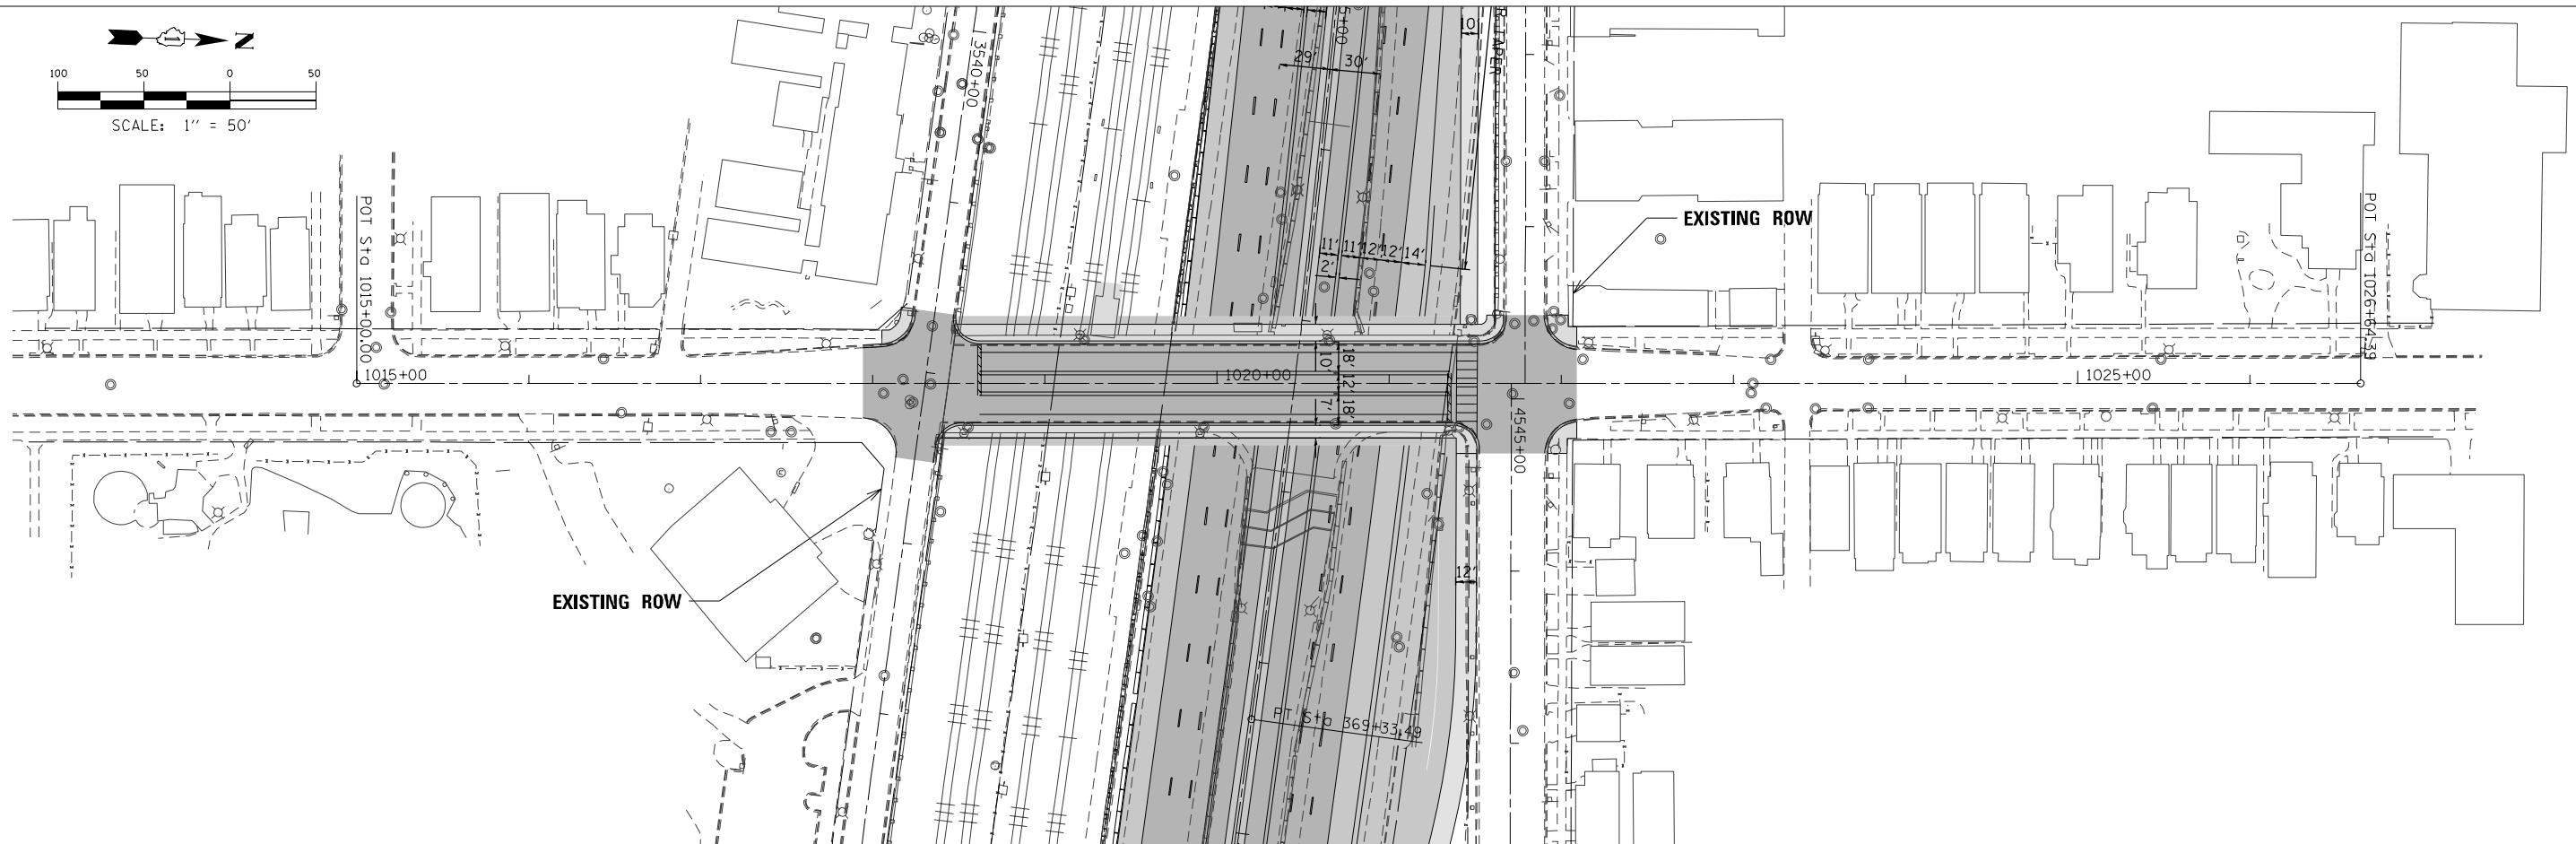 N
100 50 0 50
SCALE: 1'' = 50'
3540+00
5+00
29'
30'
10'
TAPER
EXISTING ROW
POT Sta 1015+00.00
POT Sta 1026+64.39
11' 11' 12' 12' 14'
2'
1015+00
1020+00
1025+00
18' 12' 18'
10'
7'
4545+00
EXISTING ROW
12'
PT Sta 369+33.49